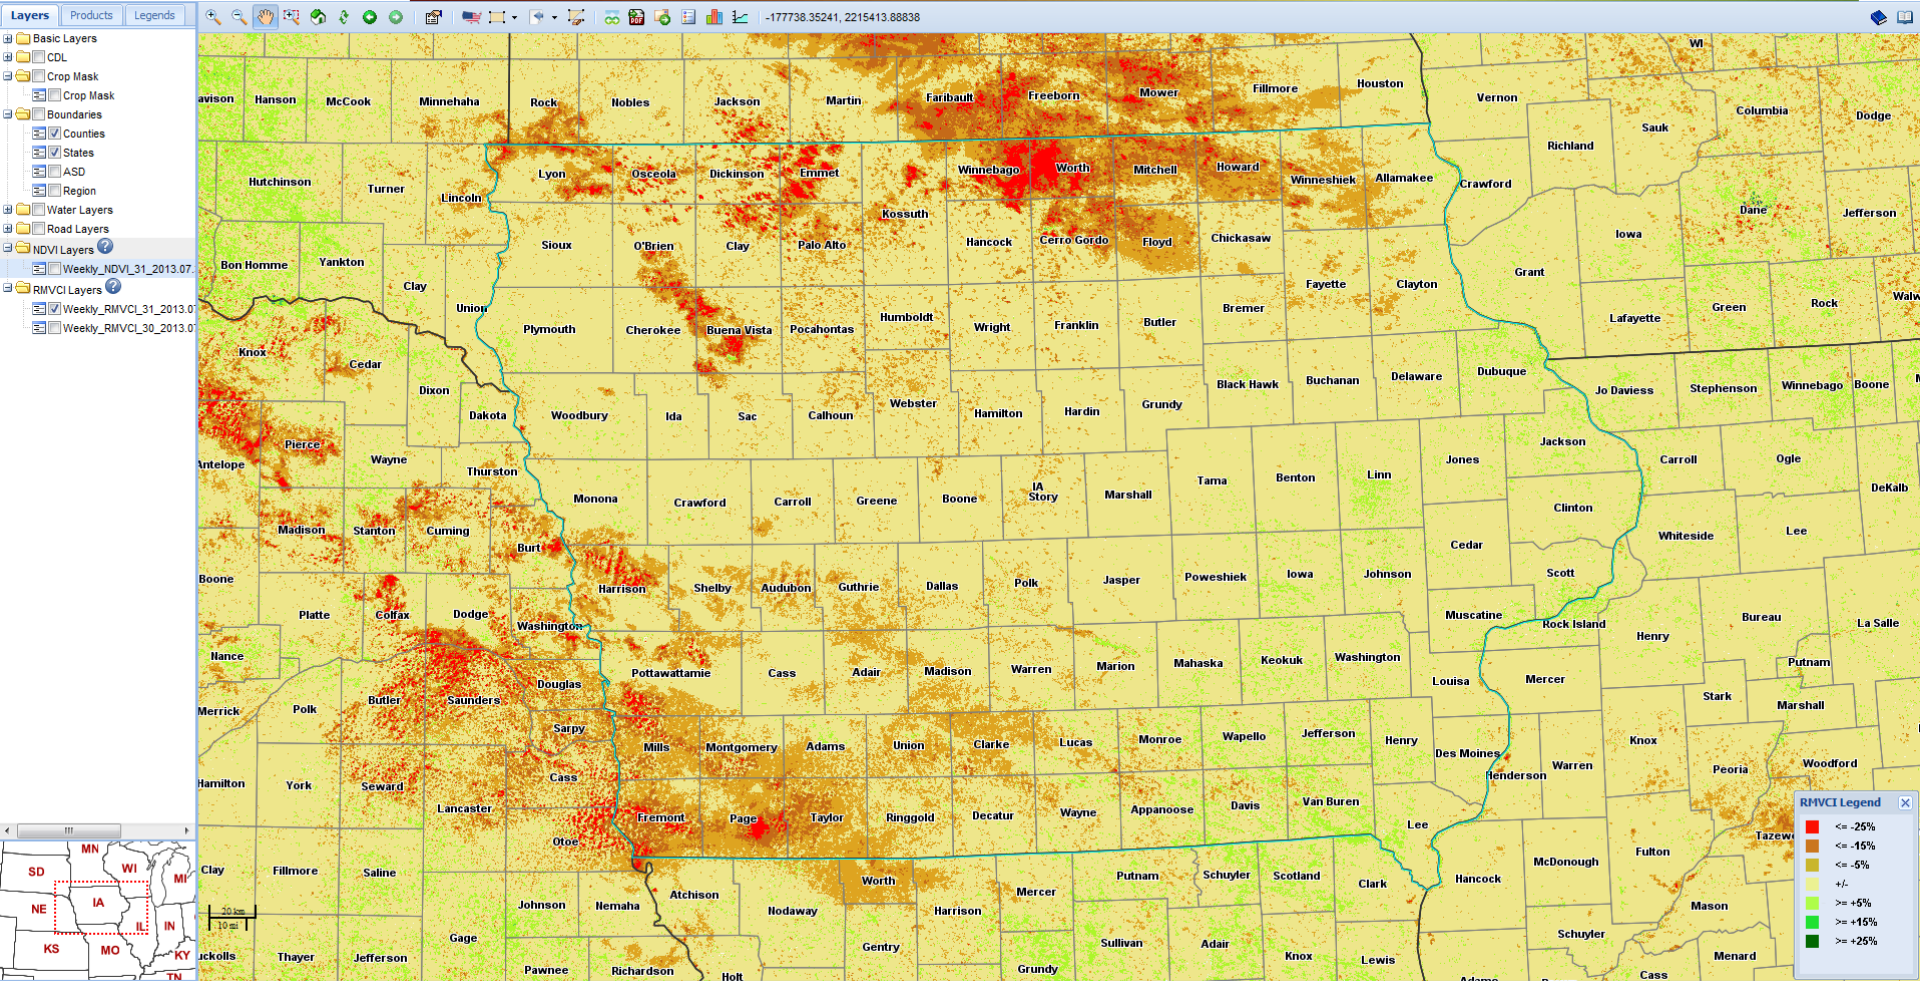 Layers Products Legends
-177738.35241, 2215413.88838
Basic Layers
CDL
Crop Mask
Crop Mask
Boundaries
Counties
States
ASD
Region
Water Layers
Road Layers
NDVI Layers
Weekly_NDVI_31_2013.07.
RMVCI Layers
Weekly_RMVCI_31_2013.07
Weekly_RMVCI_30_2013.07
MN
SD
WI
MI
NE
IA
IL
IN
KS
MO
KY
TN
WI
avison Hanson McCook Minnehaha Rock Nobles Jackson Martin Faribault Freeborn Mower Fillmore Houston Vernon Columbia Dodge
Richland Sauk
Hutchinson Turner Lincoln Lyon Osceola Dickinson Emmet Kossuth Winnebago Worth Mitchell Howard Winneshiek Allamakee Crawford Dane Jefferson
Bon Homme Yankton Clay Union Sioux O'Brien Clay Palo Alto Hancock Cerro Gordo Floyd Chickasaw Fayette Clayton Grant Iowa
Plymouth Cherokee Buena Vista Pocahontas Humboldt Wright Franklin Butler Bremer Lafayette Green Rock Walw
Knox Cedar Dixon Dakota Woodbury Ida Sac Calhoun Webster Hamilton Hardin Grundy Black Hawk Buchanan Delaware Dubuque Jo Daviess Stephenson Winnebago Boone
Antelope Pierce Wayne Thurston Monona Crawford Carroll Greene Boone IA Story Marshall Tama Benton Linn Jones Jackson Carroll Ogle DeKalb
Madison Stanton Cuming Burt Cedar Clinton Whiteside Lee
Boone Platte Colfax Dodge Washington Harrison Shelby Audubon Guthrie Dallas Polk Jasper Poweshiek Iowa Johnson Muscatine Scott Rock Island Henry Bureau La Salle
Nance Merrick Polk Butler Saunders Douglas Sarpy Pottawattamie Cass Adair Madison Warren Marion Mahaska Keokuk Washington Louisa Mercer Stark Putnam Marshall
Hamilton York Seward Lancaster Cass Mills Montgomery Adams Union Clarke Lucas Monroe Wapello Jefferson Henry Des Moines Henderson Warren Knox Peoria Woodford
Otoe Fremont Page Taylor Ringgold Decatur Wayne Appanoose Davis Van Buren Lee Tazew
20 km
10 mi
Clay Fillmore Saline Johnson Nemaha Atchison Nodaway Worth Harrison Mercer Putnam Schuyler Scotland Clark Hancock McDonough Fulton Mason
uckolls Thayer Jefferson Gage Pawnee Richardson Holt Gentry Grundy Sullivan Adair Knox Lewis Adams Schuyler Cass Menard
RMVCI Legend
<= -25%
<= -15%
<= -5%
+/-
>= +5%
>= +15%
>= +25%